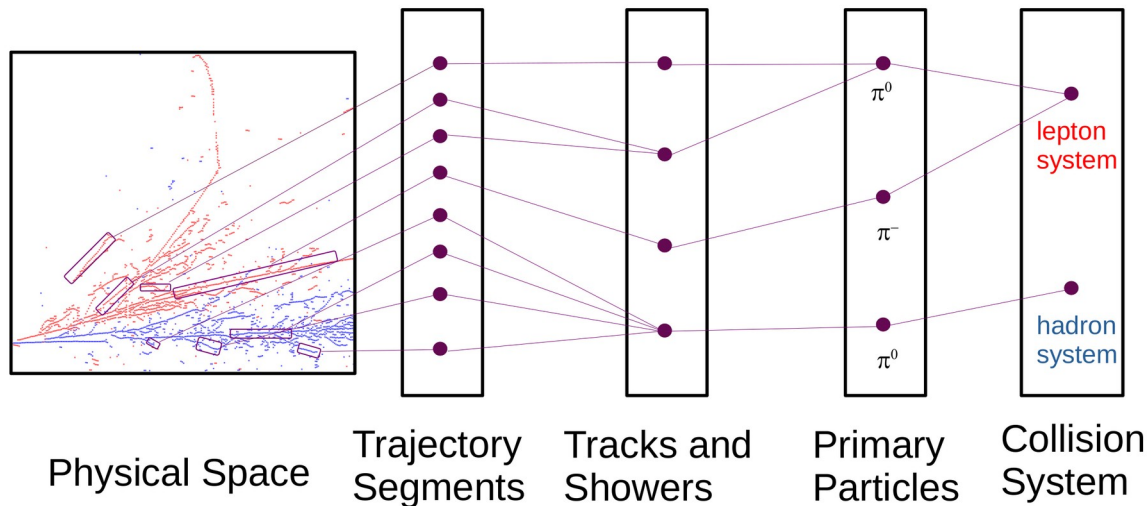 π⁰
lepton
system
π⁻
hadron
system
π⁰
Physical Space
Trajectory
Segments
Tracks and
Showers
Primary
Particles
Collision
System